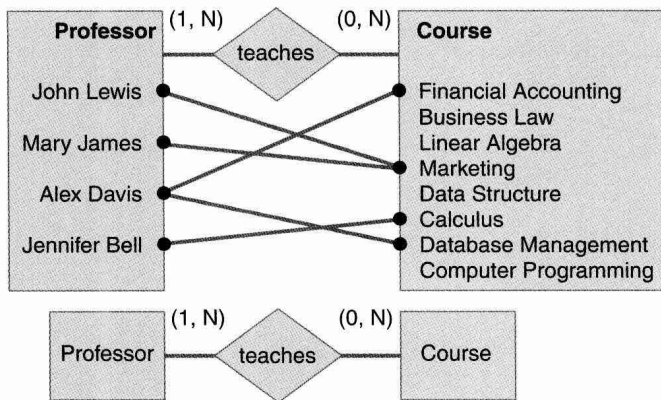 (1, N)
(0, N)
Professor
teaches
Course
John Lewis
Mary James
Alex Davis
Jennifer Bell
Financial Accounting
Business Law
Linear Algebra
Marketing
Data Structure
Calculus
Database Management
Computer Programming
(1, N)
(0, N)
Professor
teaches
Course